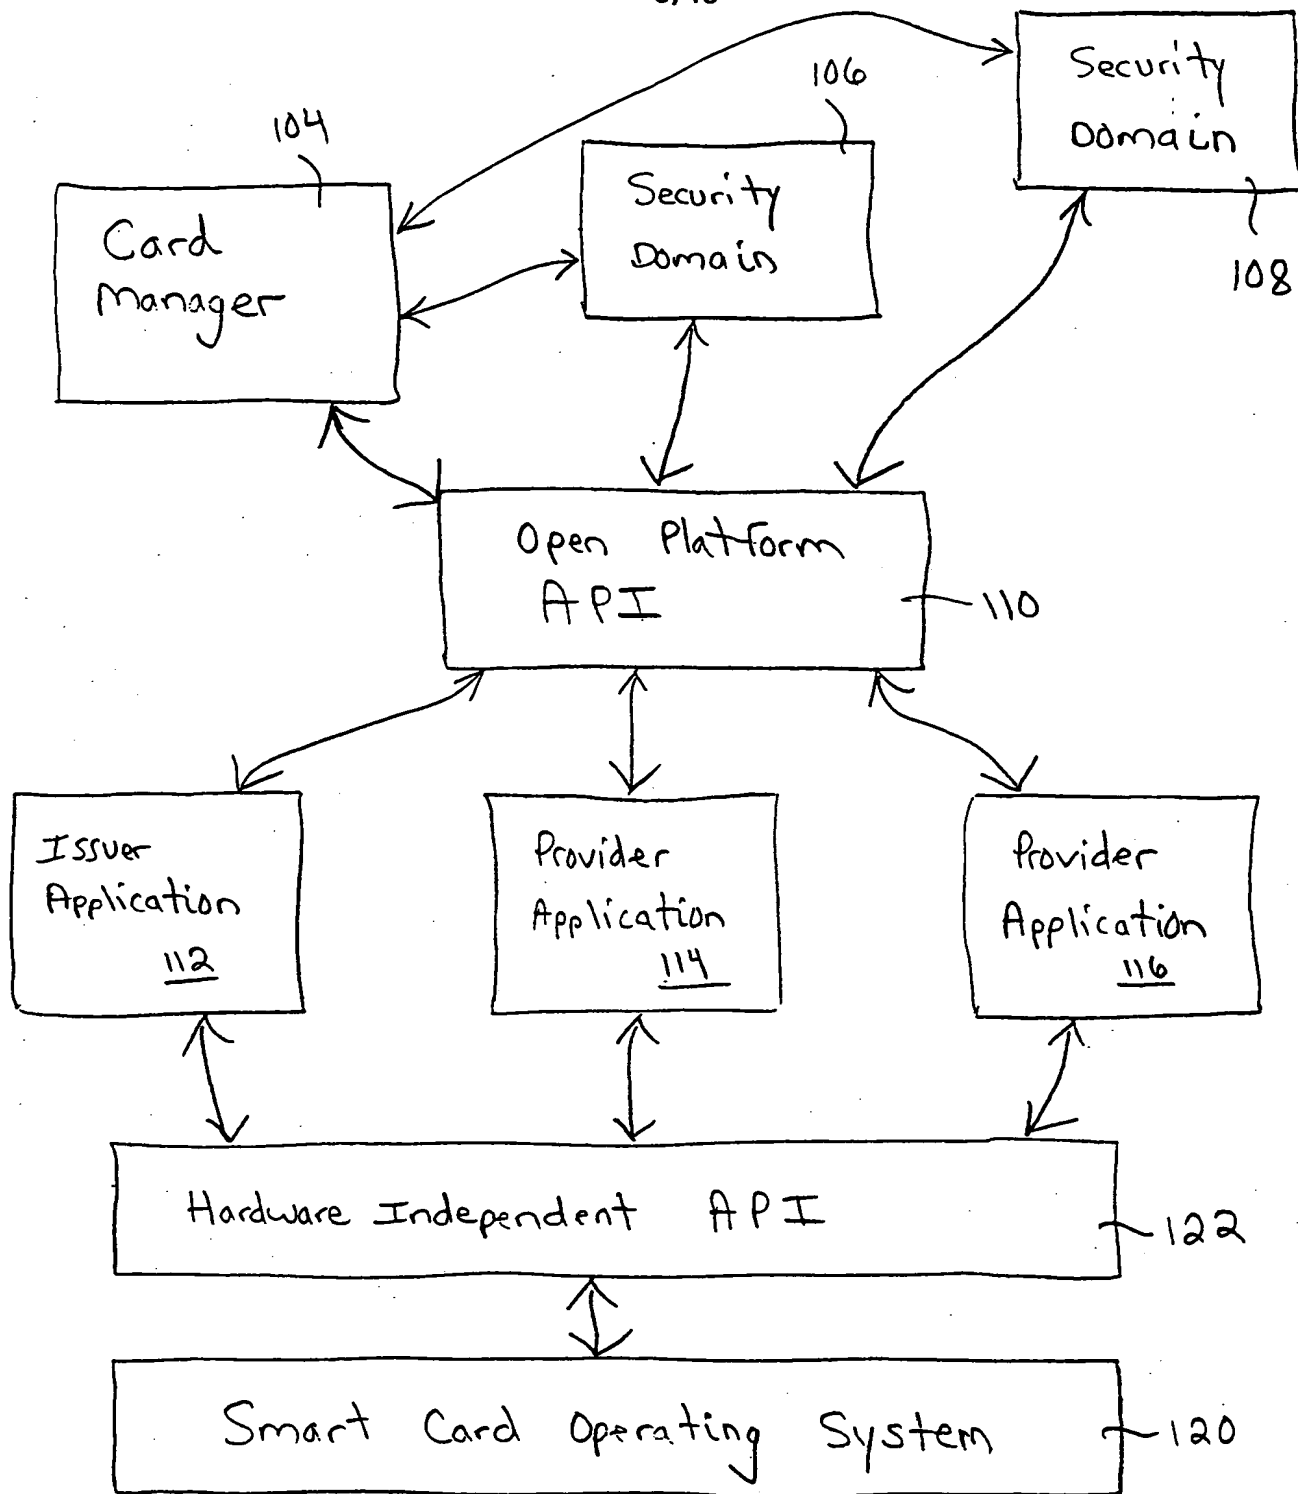 106
Security
Domain
104
Security
Domain
Card
Manager
108
Open Platform
API
110
Issuer
Application
112
Provider
Application
114
Provider
Application
116
Hardware Independent API
122
Smart Card Operating System
120